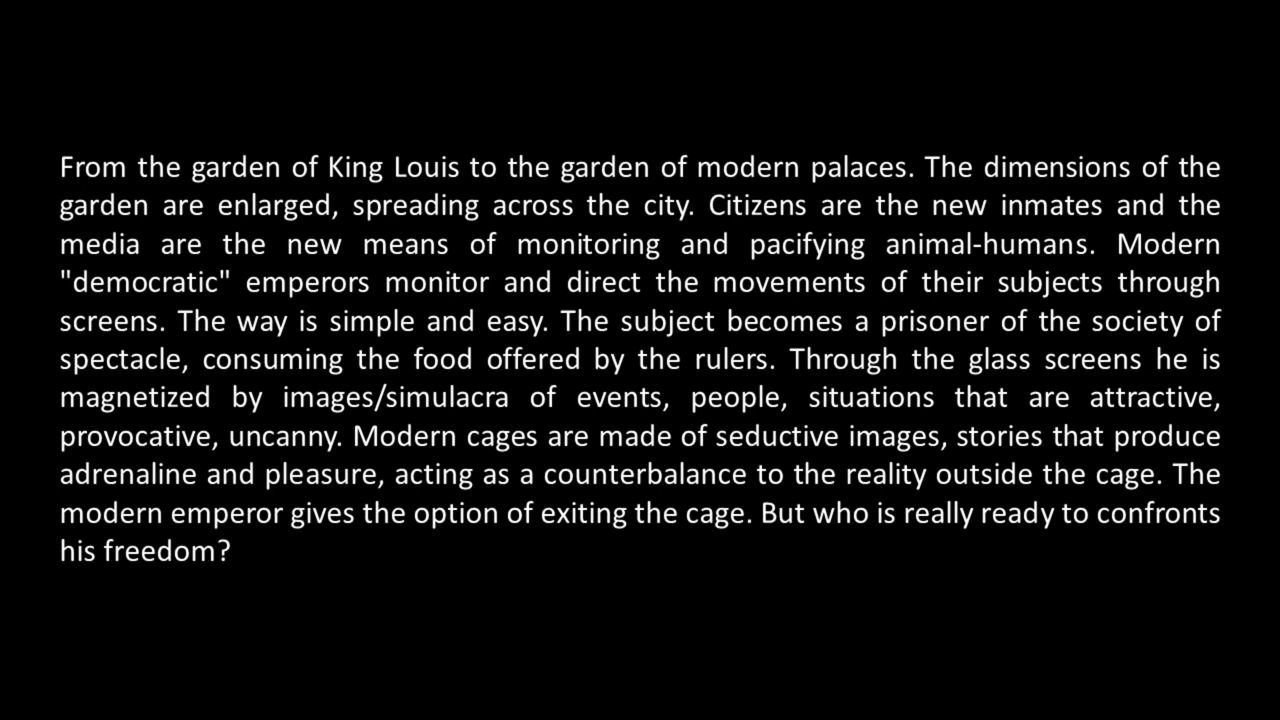 From the garden of King Louis to the garden of modern palaces. The dimensions of the
garden are enlarged, spreading across the city. Citizens are the new inmates and the
media are the new means of monitoring and pacifying animal-humans. Modern
"democratic" emperors monitor and direct the movements of their subjects through
screens. The way is simple and easy. The subject becomes a prisoner of the society of
spectacle, consuming the food offered by the rulers. Through the glass screens he is
magnetized by images/simulacra of events, people, situations that are attractive,
provocative, uncanny. Modern cages are made of seductive images, stories that produce
adrenaline and pleasure, acting as a counterbalance to the reality outside the cage. The
modern emperor gives the option of exiting the cage. But who is really ready to confronts
his freedom?